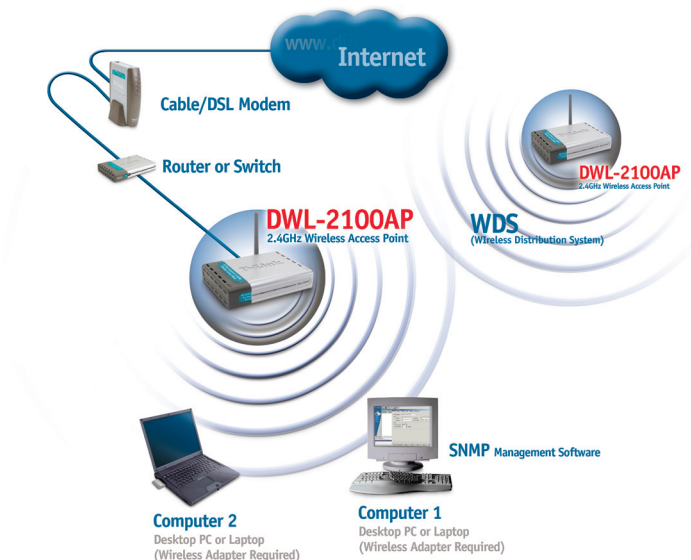 www.d
Internet
Cable/DSL Modem
Router or Switch
DWL-2100AP
2.4GHz Wireless Access Point
DWL-2100AP
2.4GHz Wireless Access Point
WDS
(WIreless Distribution System)
D-Link
SNMP Management Software
Computer 2
Desktop PC or Laptop
(Wireless Adapter Required)
Computer 1
Desktop PC or Laptop
(Wireless Adapter Required)